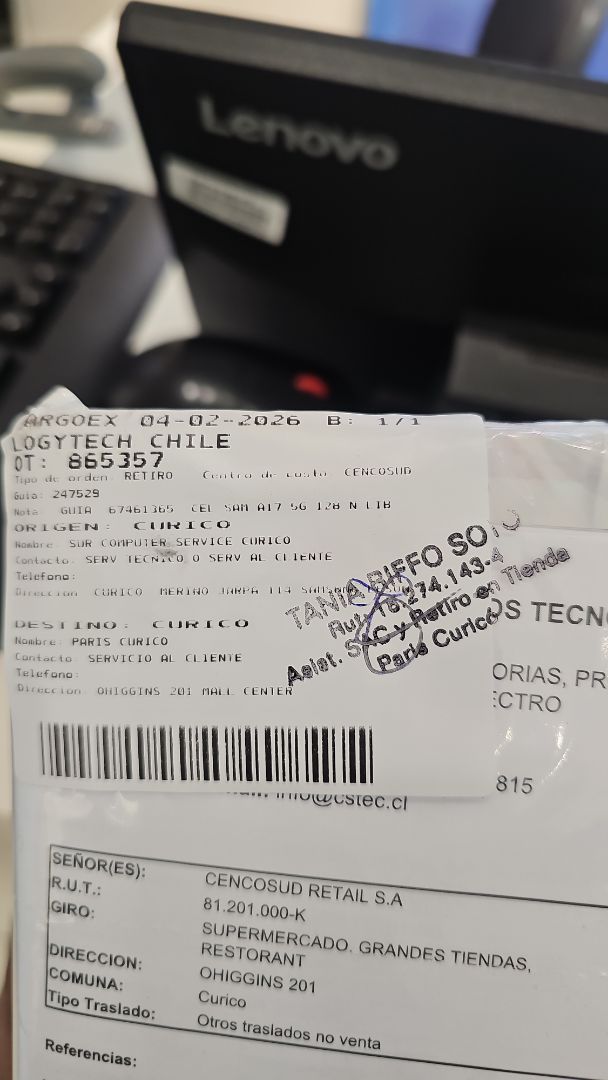 Lenovo
ARGOEX 04-02-2026 B: 1/1
LOGYTECH CHILE
OT: 865357
Tipo de orden: RETIRO Centro de costo: CENCOSUD
Guia: 247529
Nota: GUIA 67461365 CEL SAM A17 5G 128 N LIB
ORIGEN: CURICO
Nombre: SUR COMPUTER SERVICE CURICO
Contacto: SERV TECNICO O SERV AL CLIENTE
Telefono:
Direccion: CURICO MERINO JARPA 114
DESTINO: CURICO
Nombre: PARIS CURICO
Contacto: SERVICIO AL CLIENTE
Telefono:
Direccion: OHIGGINS 201 MALL CENTER
TANIA BIFFO SOTO
Rut: 16.274.143-4
Asist. SAC y Retiro en Tienda
Paris Curicó
OS TECN
ORIAS, PR
ECTRO
815
info@cstec.cl
SEÑOR(ES): CENCOSUD RETAIL S.A
R.U.T.: 81.201.000-K
GIRO: SUPERMERCADO. GRANDES TIENDAS,
RESTORANT
DIRECCION: OHIGGINS 201
COMUNA: Curico
Tipo Traslado: Otros traslados no venta
Referencias: